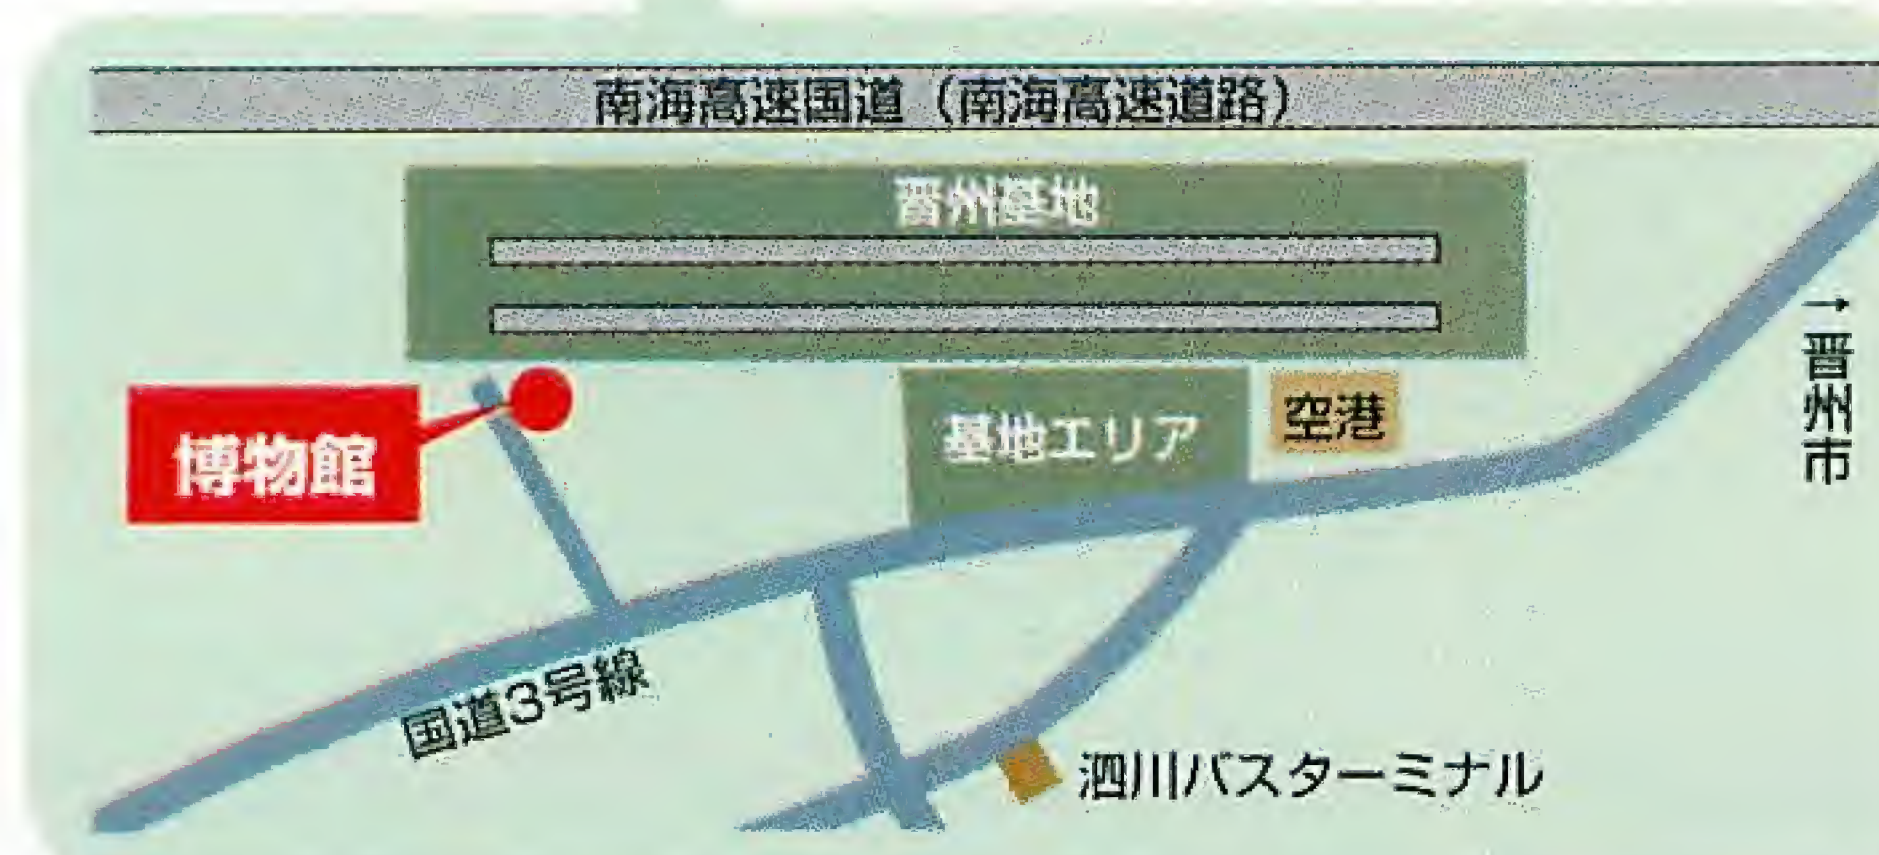 南海高速国道（南海高速道路）
晋州基地
博物館
基地エリア
空港
→晋州市
国道3号線
泗川バスターミナル